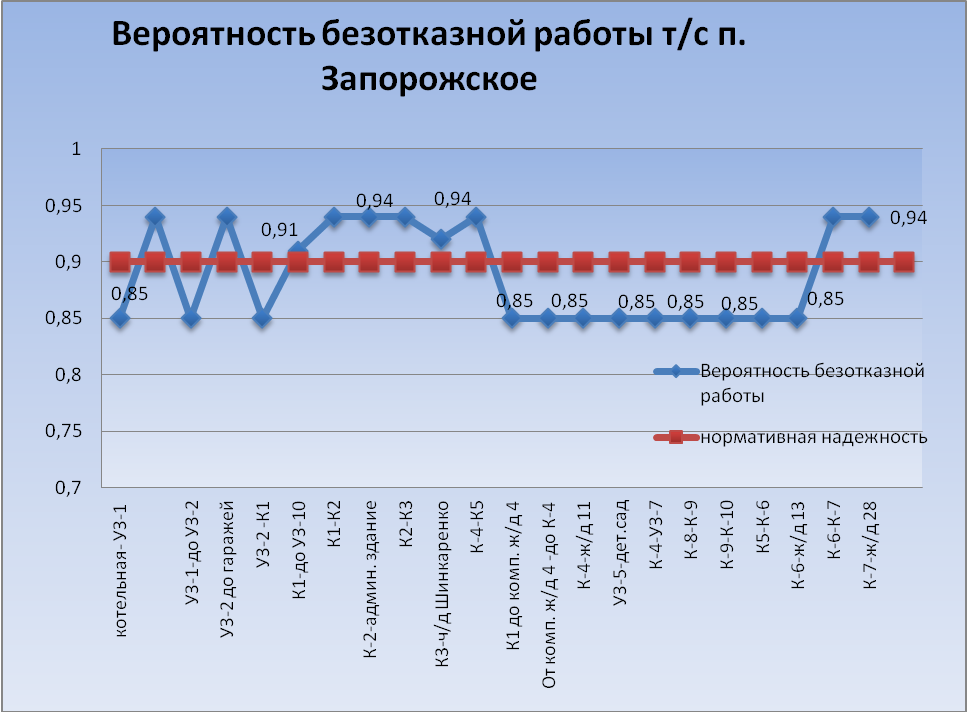 Вероятность безотказной работы т/с п.
Запорожское
1
0,95
0,9
0,85
0,8
0,75
0,7
0,85
0,91
0,94
0,94
0,85
0,85
0,85
0,85
0,85
0,85
0,94
Вероятность безотказной
работы
нормативная надежность
котельная- УЗ-1
УЗ-1-до УЗ-2
УЗ-2 до гаражей
УЗ-2 -К1
К1-до УЗ-10
К1-К2
К-2-админ. здание
К2-К3
К3-ч/д Шинкаренко
К-4-К5
К1 до комп. ж/д 4
От комп. ж/д 4 -до К-4
К-4-ж/д 11
УЗ-5-дет.сад
К-4-УЗ-7
К-8-К-9
К-9-К-10
К5-К-6
К-6-ж/д 13
К-6-К-7
К-7-ж/д 28